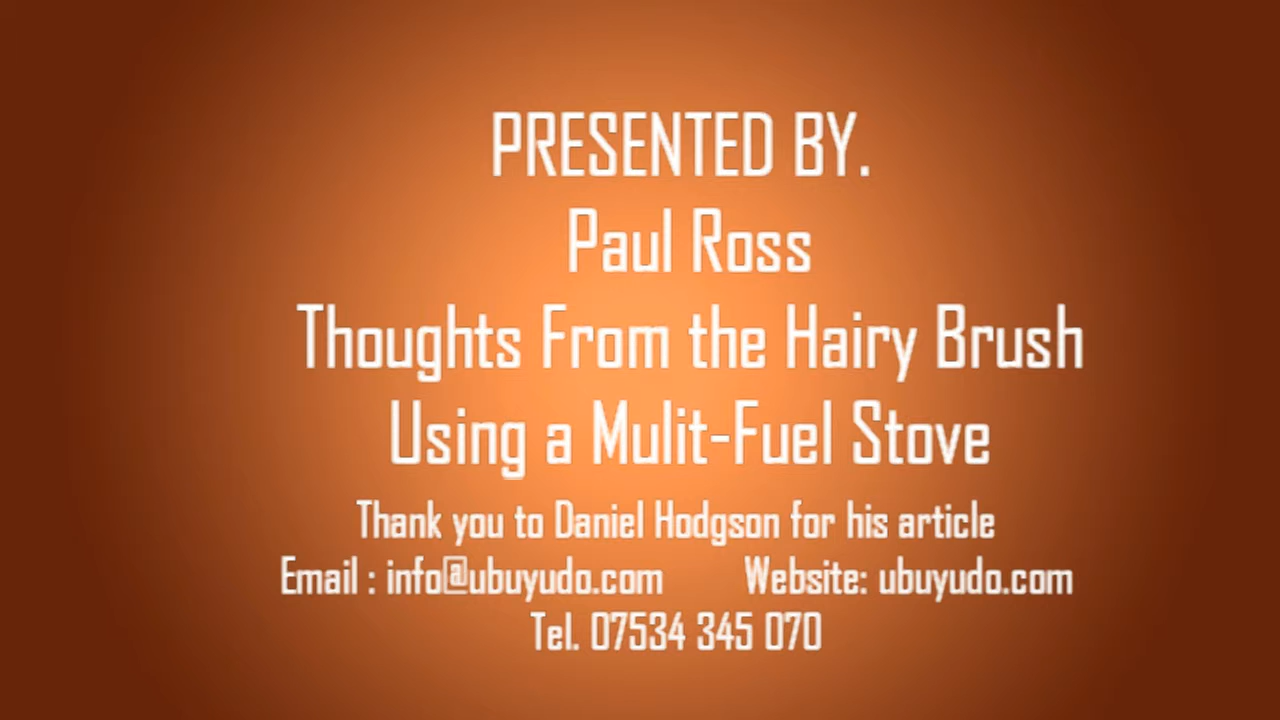 PRESENTED BY.
Paul Ross
Thoughts From the Hairy Brush
Using a Mulit-Fuel Stove
Thank you to Daniel Hodgson for his article
Email : info@ubuyudo.com Website: ubuyudo.com
Tel. 07534 345 070